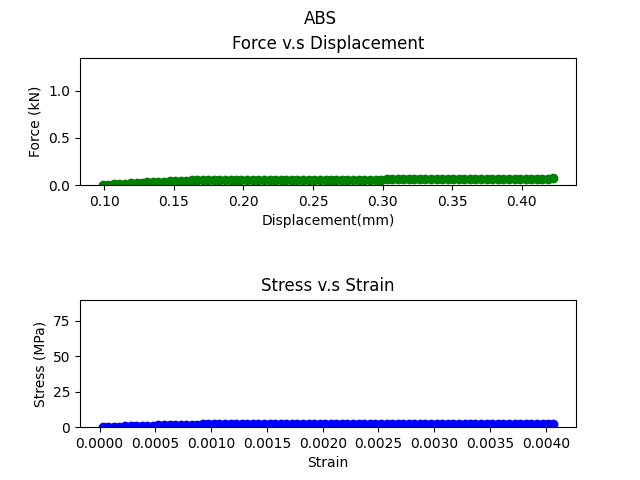 ABS
Force v.s Displacement
1.0
0.5
0.0
Force (kN)
0.10 0.15 0.20 0.25 0.30 0.35 0.40
Displacement(mm)
Stress v.s Strain
75
50
25
0
Stress (MPa)
0.0000 0.0005 0.0010 0.0015 0.0020 0.0025 0.0030 0.0035 0.0040
Strain